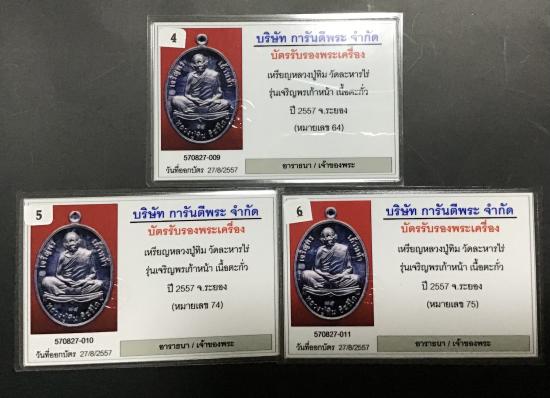 4
บริษัท การันตีพระ จำกัด
บัตรรับรองพระเครื่อง
เหรียญหลวงปู่ทิม วัดละหารไร่
รุ่นเจริญพรเก้าหน้า เนื้อตะกั่ว
ปี 2557 จ.ระยอง
(หมายเลข 64)
570827-009
วันที่ออกบัตร 27/8/2557
อาราธนา / เจ้าของพระ
5
บริษัท การันตีพระ จำกัด
บัตรรับรองพระเครื่อง
เหรียญหลวงปู่ทิม วัดละหารไร่
รุ่นเจริญพรเก้าหน้า เนื้อตะกั่ว
ปี 2557 จ.ระยอง
(หมายเลข 74)
570827-010
วันที่ออกบัตร 27/8/2557
อาราธนา / เจ้าของพระ
6
บริษัท การันตีพระ จำกัด
บัตรรับรองพระเครื่อง
เหรียญหลวงปู่ทิม วัดละหารไร่
รุ่นเจริญพรเก้าหน้า เนื้อตะกั่ว
ปี 2557 จ.ระยอง
(หมายเลข 75)
570827-011
วันที่ออกบัตร 27/8/2557
อาราธนา / เจ้าของพระ